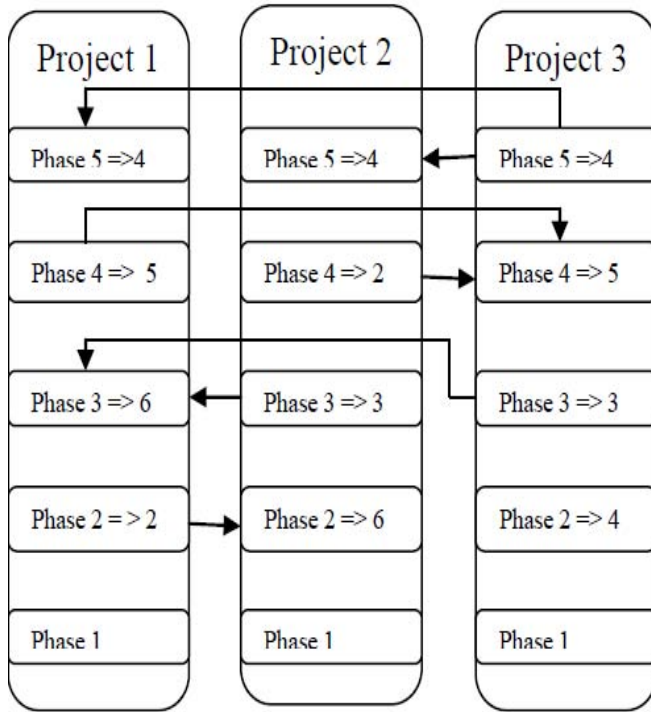 Project 1
Phase 5 =>4
Phase 4 => 5
Phase 3 => 6
Phase 2 = > 2
Phase 1
Project 2
Phase 5 =>4
Phase 4 => 2
Phase 3 => 3
Phase 2 => 6
Phase 1
Project 3
Phase 5 =>4
Phase 4 => 5
Phase 3 => 3
Phase 2 => 4
Phase 1